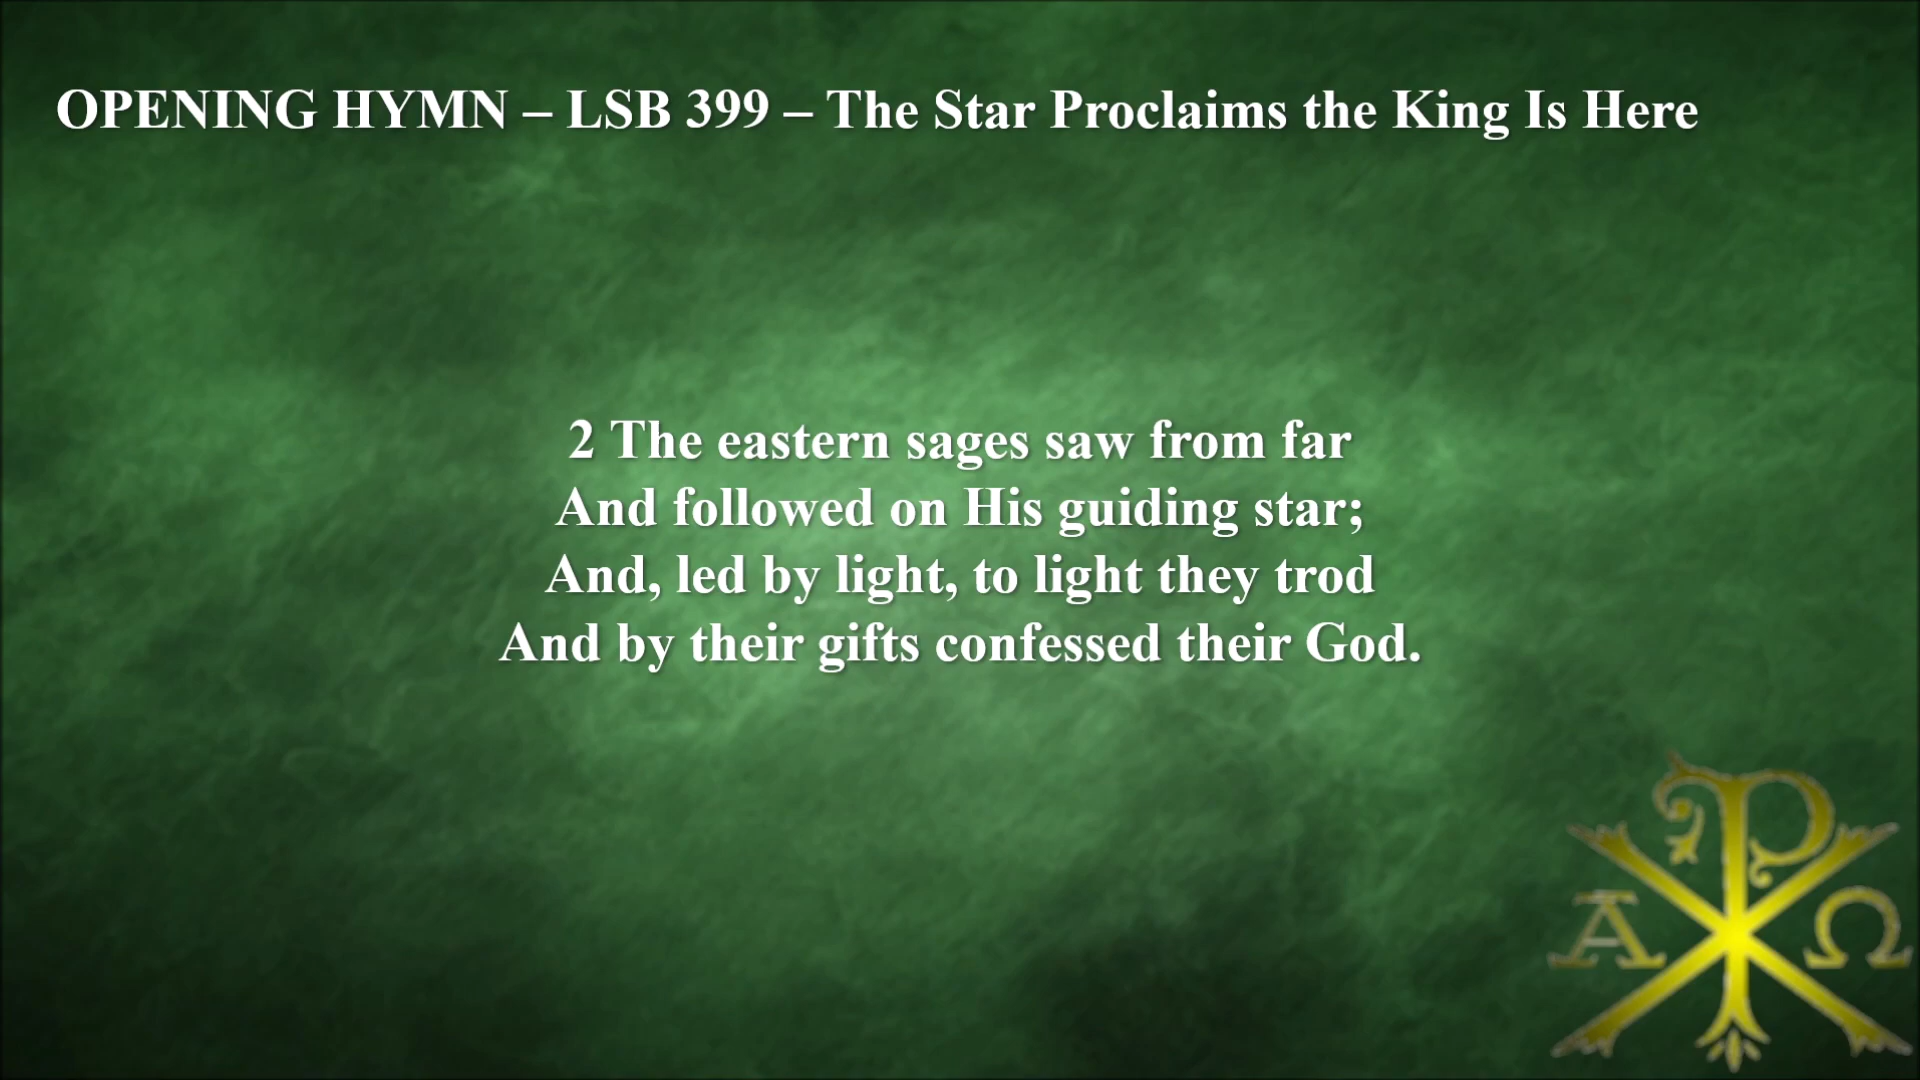 OPENING HYMN – LSB 399 – The Star Proclaims the King Is Here
2 The eastern sages saw from far
And followed on His guiding star;
And, led by light, to light they trod
And by their gifts confessed their God.
Α Ω